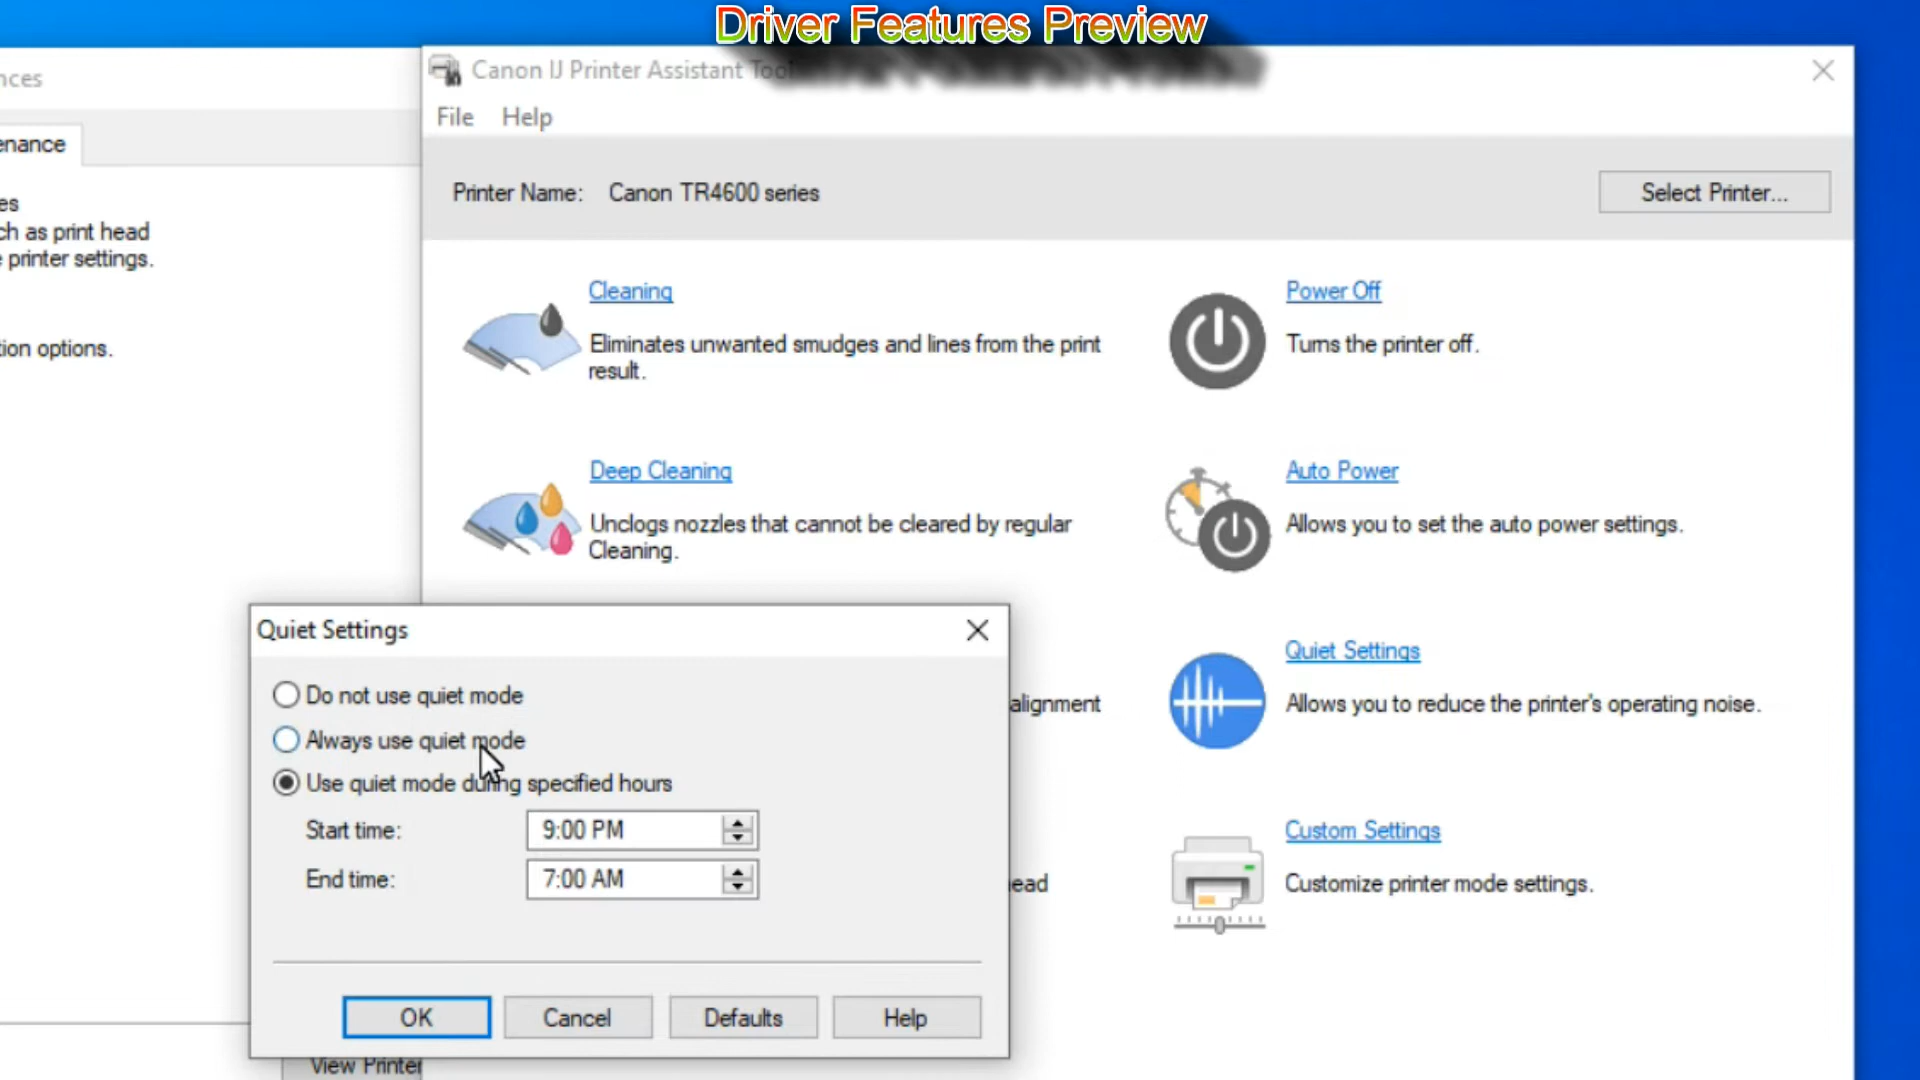 Driver Features Preview
nces
Canon IJ Printer Assistant Tool
File Help
enance
Printer Name: Canon TR4600 series
Select Printer...
es
ch as print head
e printer settings.
tion options.
Cleaning
Eliminates unwanted smudges and lines from the print
result.
Power Off
Turns the printer off.
Deep Cleaning
Unclogs nozzles that cannot be cleared by regular
Cleaning.
Auto Power
Allows you to set the auto power settings.
alignment
Quiet Settings
Allows you to reduce the printer's operating noise.
ead
Custom Settings
Customize printer mode settings.
Quiet Settings
Do not use quiet mode
Always use quiet mode
Use quiet mode during specified hours
Start time: 9:00 PM
End time: 7:00 AM
OK Cancel Defaults Help
View Printer